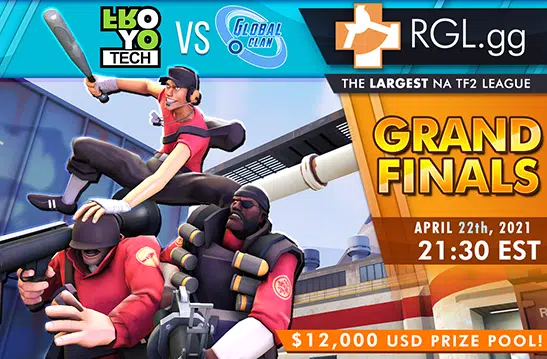 FROYO TECH VS GLOBAL CLAN RGL.gg
THE LARGEST NA TF2 LEAGUE
GRAND
FINALS
APRIL 22th, 2021
21:30 EST
$12,000 USD PRIZE POOL!